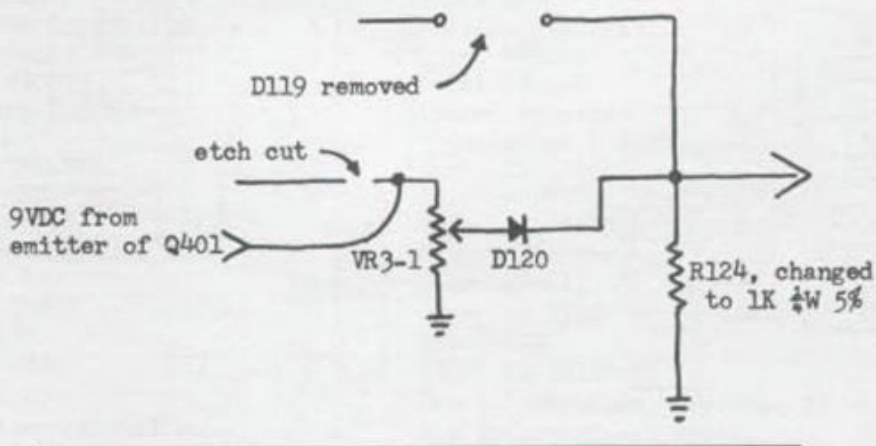 D119 removed
etch cut
9VDC from
emitter of Q401
VR3-1
D120
R124, changed
to 1K ¼W 5%